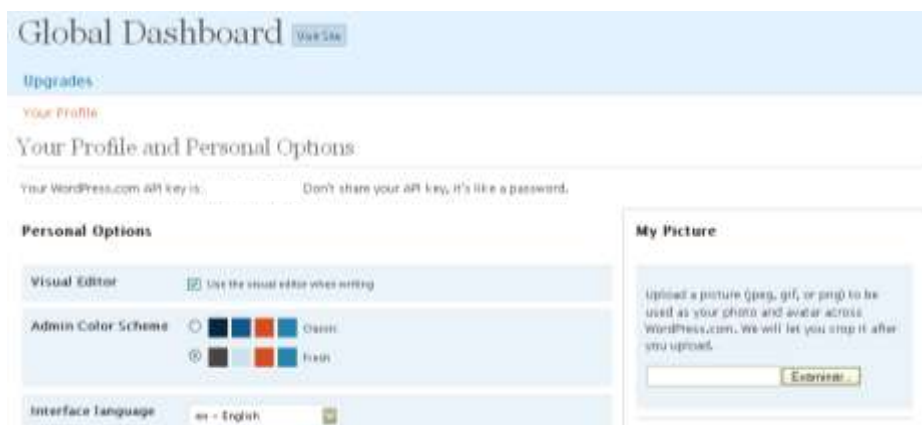 Global Dashboard Visit Site
Upgrades
Your Profile
Your Profile and Personal Options
Your WordPress.com API key is Don't share your API key, it's like a password.
Personal Options
My Picture
Visual Editor Use the visual editor when writing
Upload a picture (jpeg, gif, or png) to be
used as your photo and avatar across
WordPress.com. We will let you crop it after
you upload.
Admin Color Scheme Classic
Fresh
Examinar...
Interface language en - English